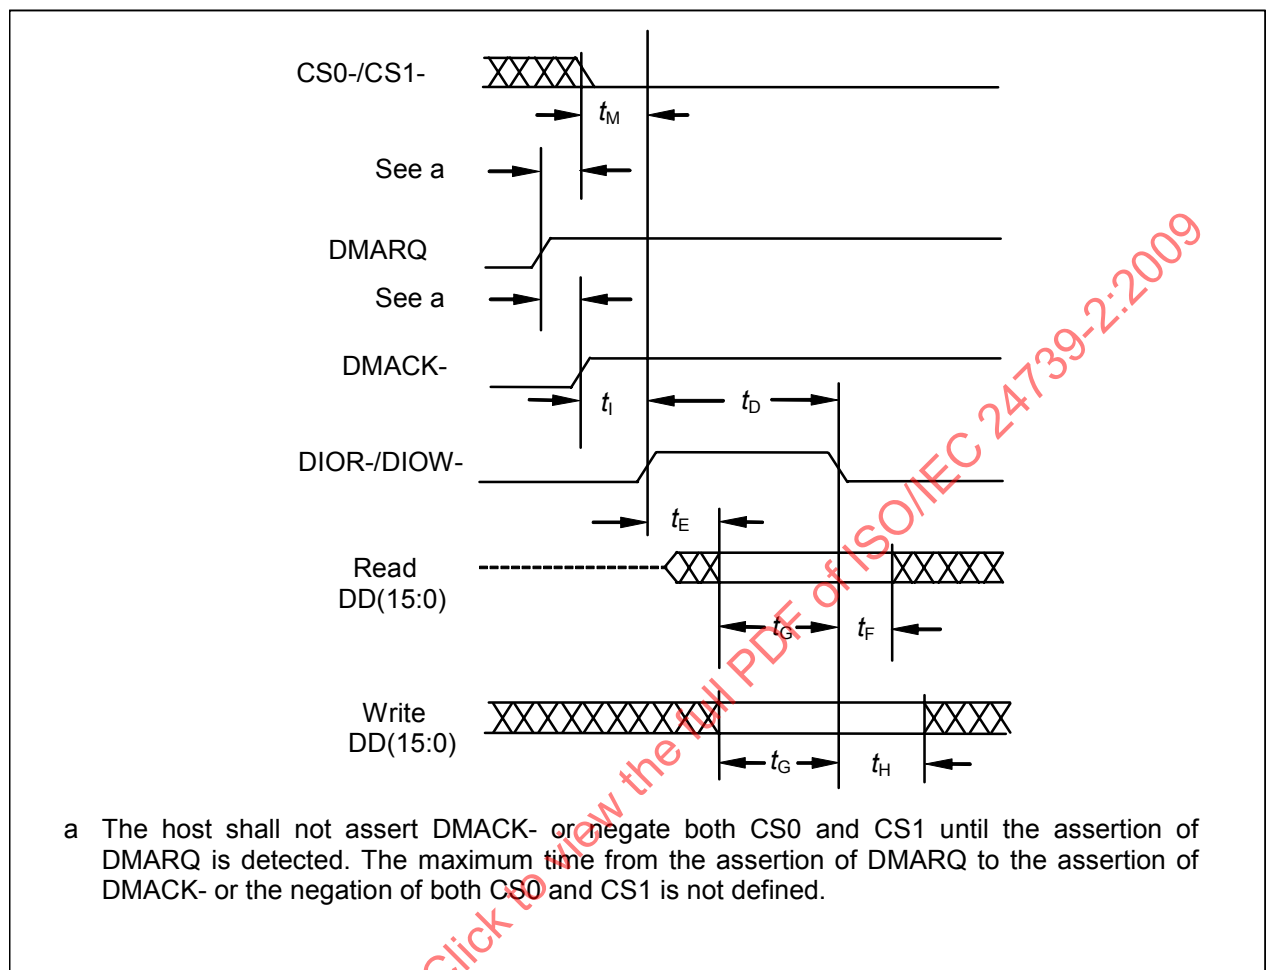 CS0-/CS1-
tM
See a
DMARQ
See a
DMACK-
tI
tD
DIOR-/DIOW-
tE
Read
DD(15:0)
tG
tF
Write
DD(15:0)
tG
tH
a The host shall not assert DMACK- or negate both CS0 and CS1 until the assertion of
DMARQ is detected. The maximum time from the assertion of DMARQ to the assertion of
DMACK- or the negation of both CS0 and CS1 is not defined.
Click to view the full PDF of ISO/IEC 24739-2:2009